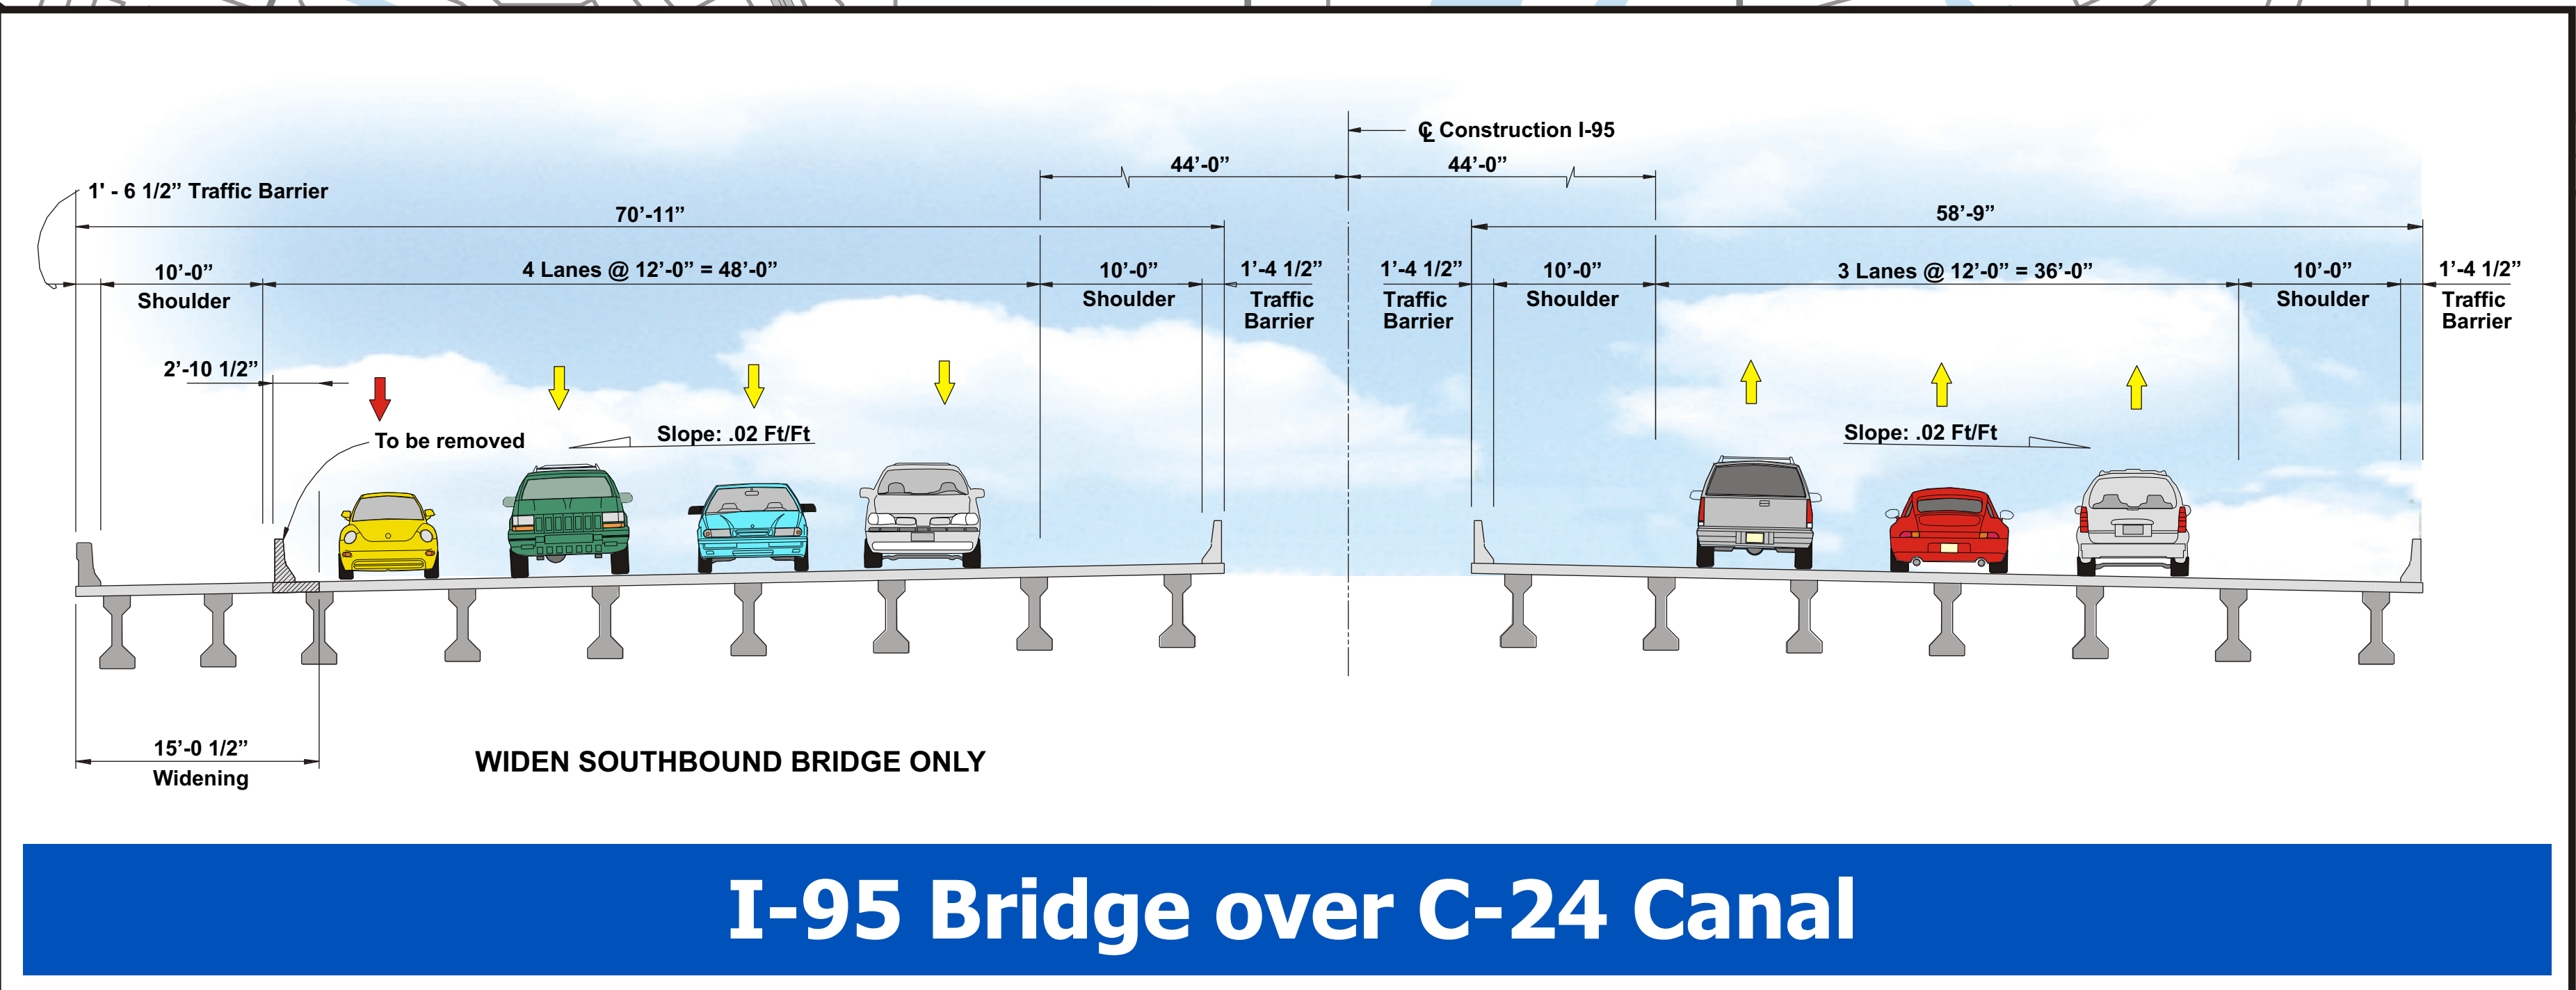 ℄ Construction I-95
44’-0”
44’-0”
1' - 6 1/2” Traffic Barrier
70’-11”
58’-9”
10’-0”
Shoulder
4 Lanes @ 12’-0” = 48’-0”
10’-0”
Shoulder
1’-4 1/2”
Traffic
Barrier
1’-4 1/2”
Traffic
Barrier
10’-0”
Shoulder
3 Lanes @ 12’-0” = 36’-0”
10’-0”
Shoulder
1’-4 1/2”
Traffic
Barrier
2’-10 1/2”
To be removed
Slope: .02 Ft/Ft
Slope: .02 Ft/Ft
15’-0 1/2”
Widening
WIDEN SOUTHBOUND BRIDGE ONLY
I-95 Bridge over C-24 Canal